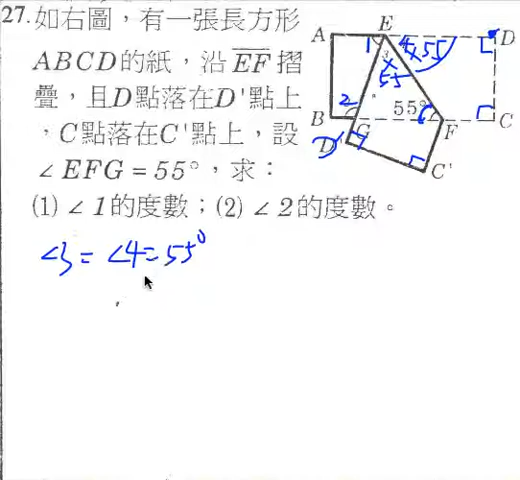 27.如右圖，有一張長方形
ABCD的紙，沿EF摺
疊，且D點落在D'點上
，C點落在C'點上，設
∠EFG=55°，求：
(1)∠1的度數；(2)∠2的度數。
∠3=∠4=55°
A E D
1 3 4 × 55
× 55
2 55°
B G F C
D' C'